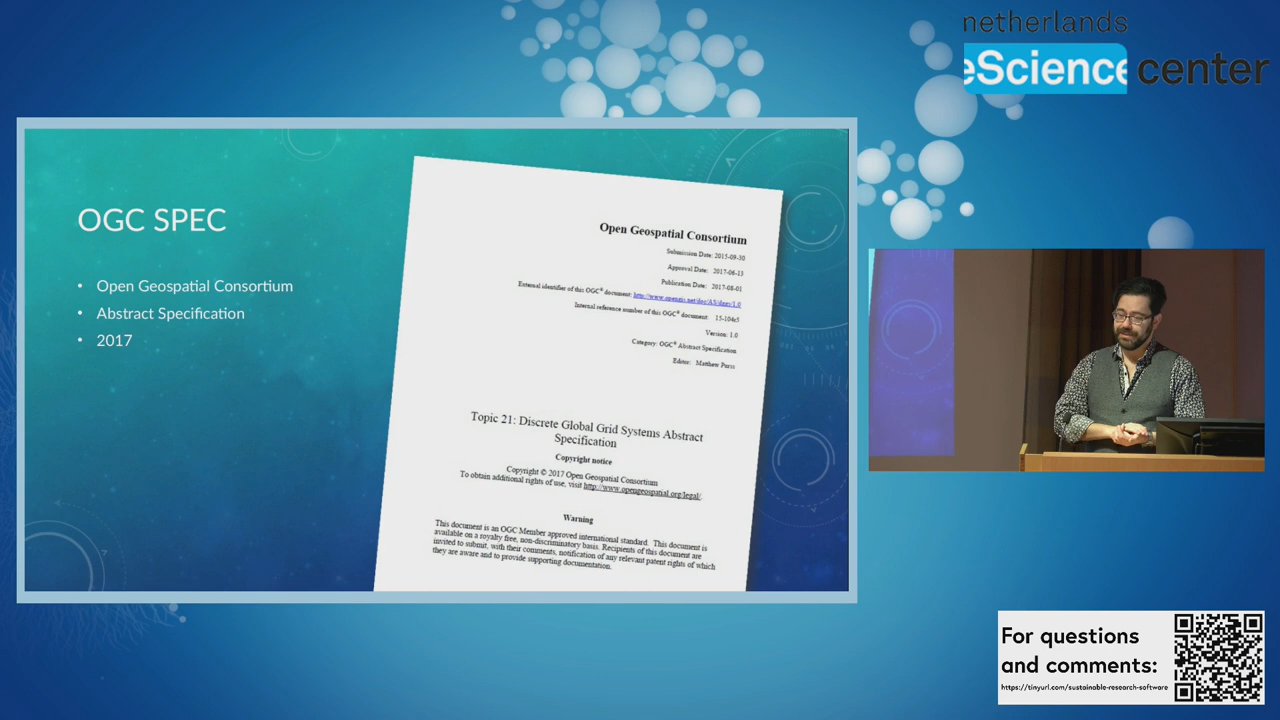 netherlands
eScience center
OGC SPEC
• Open Geospatial Consortium
• Abstract Specification
• 2017
Open Geospatial Consortium
Submission Date: 2015-09-30
Approval Date: 2017-06-13
Publication Date: 2017-08-01
External identifier of this OGC® document: http://www.opengis.net/doc/AS/dggs/1.0
Internal reference number of this OGC® document: 15-104r5
Version: 1.0
Category: OGC® Abstract Specification
Editor: Matthew Purss
Topic 21: Discrete Global Grid Systems Abstract
Specification
Copyright notice
Copyright © 2017 Open Geospatial Consortium
To obtain additional rights of use, visit http://www.opengeospatial.org/legal/.
Warning
This document is an OGC Member approved international standard. This document is
available on a royalty free, non-discriminatory basis. Recipients of this document are
invited to submit, with their comments, notification of any relevant patent rights of which
they are aware and to provide supporting documentation.
For questions
and comments:
https://tinyurl.com/sustainable-research-software